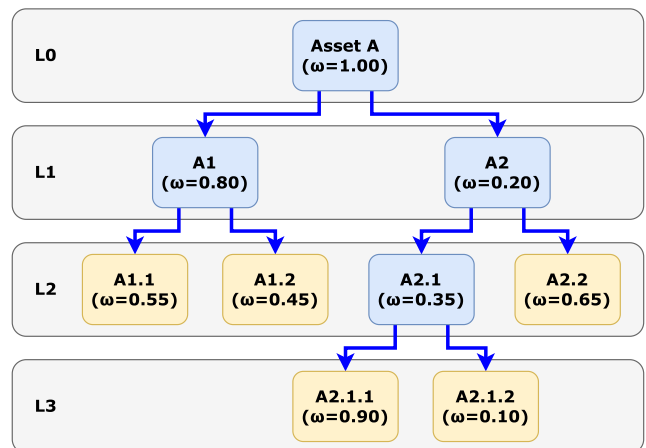 L0
Asset A
(ω=1.00)
L1
A1
(ω=0.80)
A2
(ω=0.20)
L2
A1.1
(ω=0.55)
A1.2
(ω=0.45)
A2.1
(ω=0.35)
A2.2
(ω=0.65)
L3
A2.1.1
(ω=0.90)
A2.1.2
(ω=0.10)